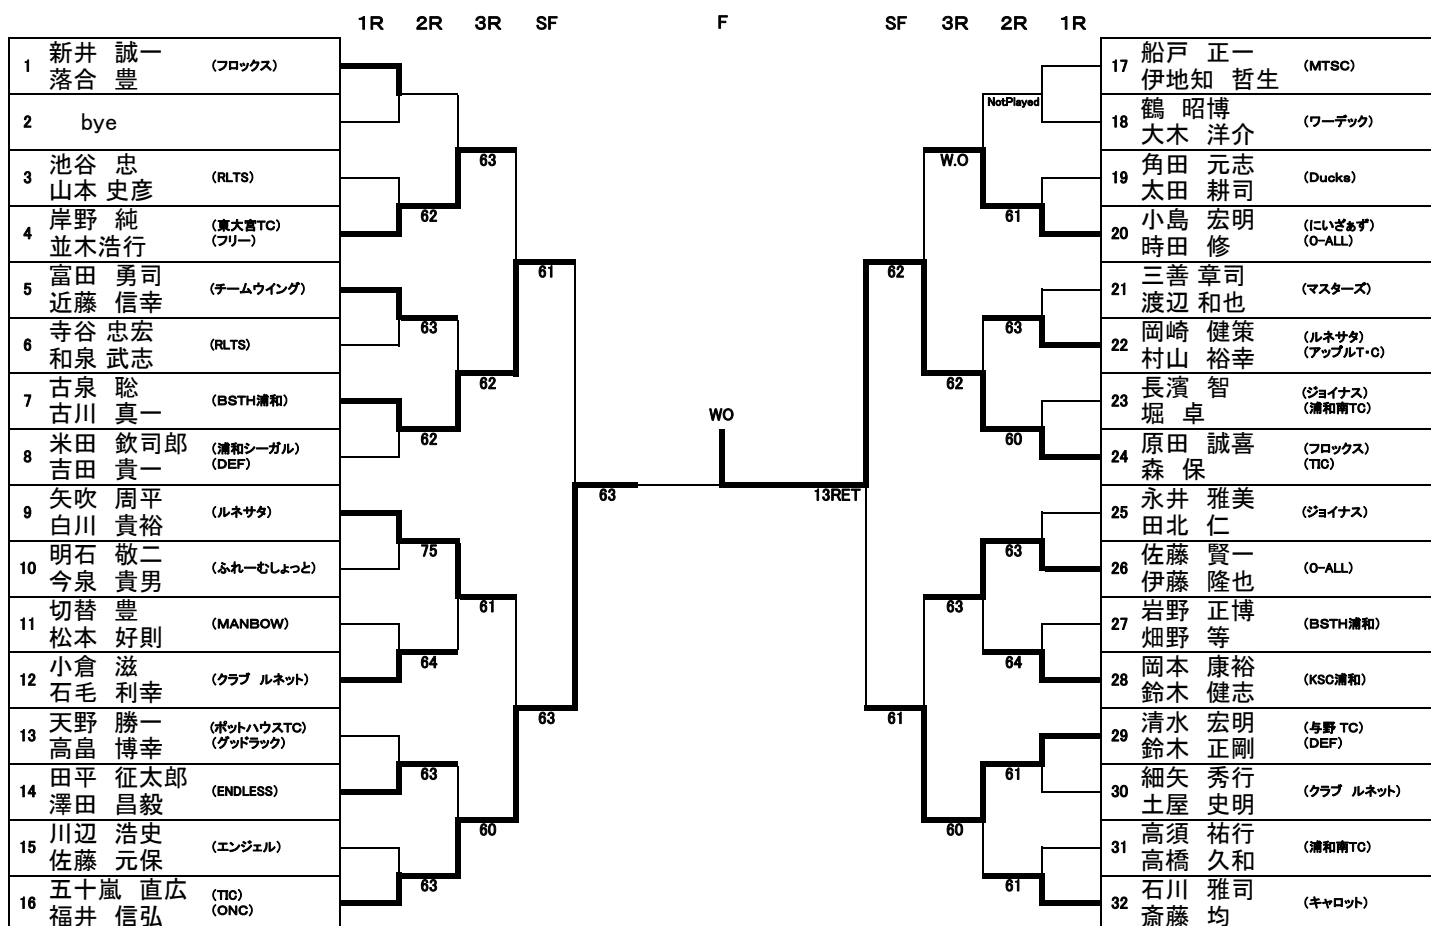 1R 2R 3R SF F SF 3R 2R 1R
1 新井 誠一 (フロックス)
落合 豊
2 bye
3 池谷 忠 (RLTS)
山本 史彦
4 岸野 純 (東大宮TC)
並木浩行 (フリー)
5 富田 勇司 (チームウイング)
近藤 信幸
6 寺谷 忠宏 (RLTS)
和泉 武志
7 古泉 聡 (BSTH浦和)
古川 真一
8 米田 欽司郎 (浦和シーガル)
吉田 貴一 (DEF)
9 矢吹 周平 (ルネサタ)
白川 貴裕
10 明石 敬二 (ふれーむしょっと)
今泉 貴男
11 切替 豊 (MANBOW)
松本 好則
12 小倉 滋 (クラブ ルネット)
石毛 利幸
13 天野 勝一 (ポットハウスTC)
高畠 博幸 (グッドラック)
14 田平 征太郎 (ENDLESS)
澤田 昌毅
15 川辺 浩史 (エンジェル)
佐藤 元保
16 五十嵐 直広 (TIC)
福井 信弘 (ONC)
62
63
62
75
64
63
63
63
62
61
60
61
63
63
WO
13RET
62
61
W.O
62
63
60
NotPlayed
61
63
60
63
64
61
61
17 船戸 正一 (MTSC)
伊地知 哲生
18 鶴 昭博 (ワーデック)
大木 洋介
19 角田 元志 (Ducks)
太田 耕司
20 小島 宏明 (にいざぁず)
時田 修 (O-ALL)
21 三善 章司 (マスターズ)
渡辺 和也
22 岡崎 健策 (ルネサタ)
村山 裕幸 (アップルT・C)
23 長濱 智 (ジョイナス)
堀 卓 (浦和南TC)
24 原田 誠喜 (フロックス)
森 保 (TIC)
25 永井 雅美 (ジョイナス)
田北 仁
26 佐藤 賢一 (O-ALL)
伊藤 隆也
27 岩野 正博 (BSTH浦和)
畑野 等
28 岡本 康裕 (KSC浦和)
鈴木 健志
29 清水 宏明 (与野 TC)
鈴木 正剛 (DEF)
30 細矢 秀行 (クラブ ルネット)
土屋 史明
31 高須 祐行 (浦和南TC)
高橋 久和
32 石川 雅司 (キャロット)
斎藤 均